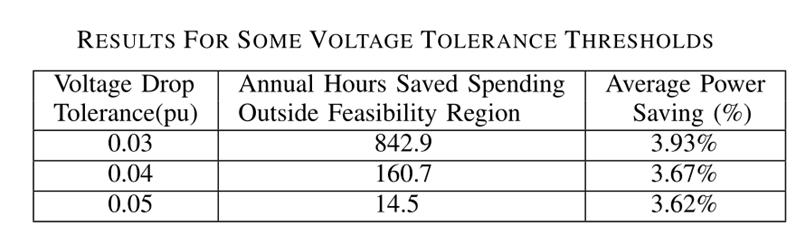 RESULTS FOR SOME VOLTAGE TOLERANCE THRESHOLDS
Voltage Drop Tolerance(pu) Annual Hours Saved Spending Outside Feasibility Region Average Power Saving (%)
0.03 842.9 3.93%
0.04 160.7 3.67%
0.05 14.5 3.62%